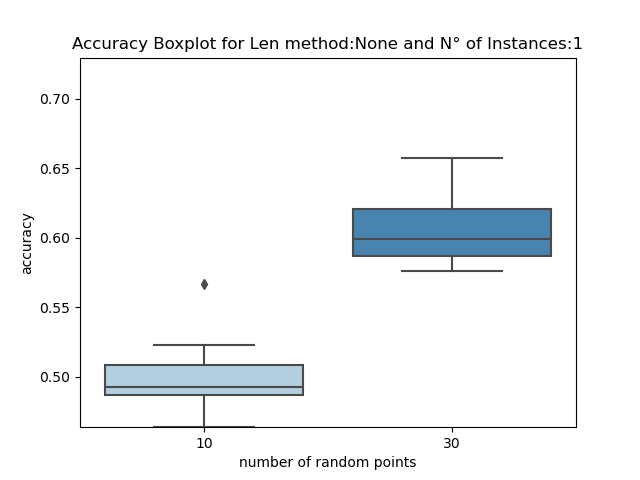 Accuracy Boxplot for Len method:None and N° of Instances:1
0.70
0.65
0.60
0.55
0.50
accuracy
10 30
number of random points